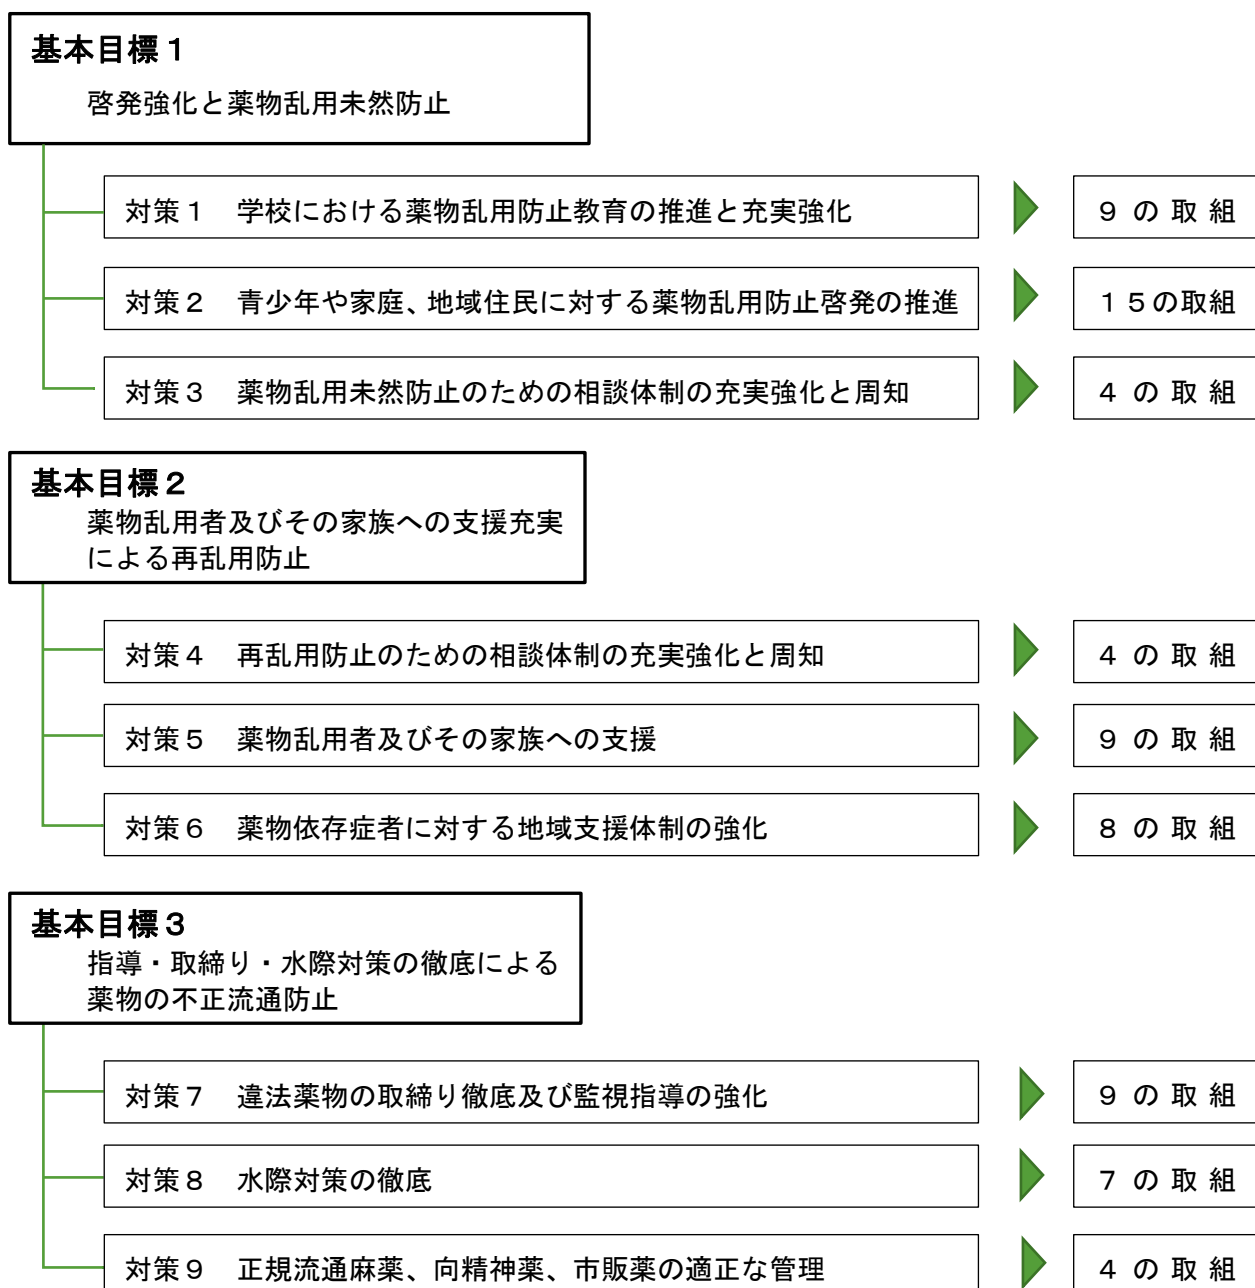 基本目標１
啓発強化と薬物乱用未然防止
対策１　学校における薬物乱用防止教育の推進と充実強化
９の取組
対策２　青少年や家庭、地域住民に対する薬物乱用防止啓発の推進
１５の取組
対策３　薬物乱用未然防止のための相談体制の充実強化と周知
４の取組
基本目標２
薬物乱用者及びその家族への支援充実
による再乱用防止
対策４　再乱用防止のための相談体制の充実強化と周知
４の取組
対策５　薬物乱用者及びその家族への支援
９の取組
対策６　薬物依存症者に対する地域支援体制の強化
８の取組
基本目標３
指導・取締り・水際対策の徹底による
薬物の不正流通防止
対策７　違法薬物の取締り徹底及び監視指導の強化
９の取組
対策８　水際対策の徹底
７の取組
対策９　正規流通麻薬、向精神薬、市販薬の適正な管理
４の取組